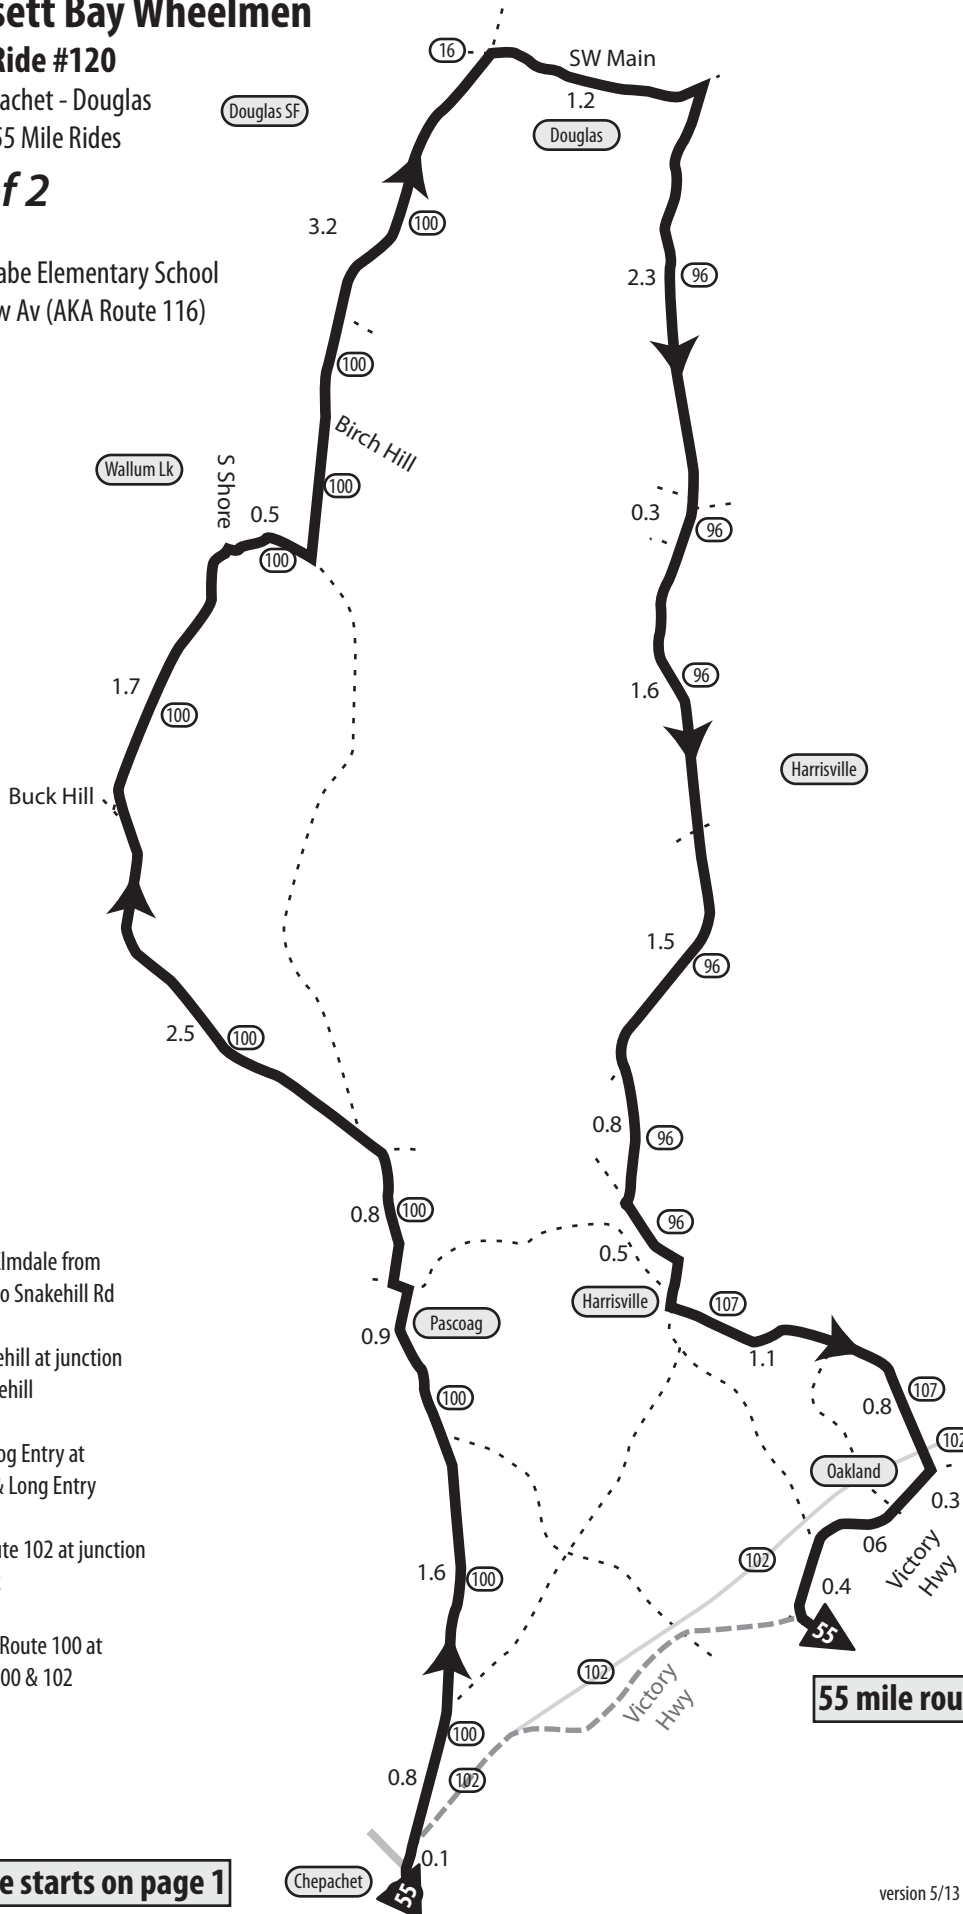 sett Bay Wheelmen
Ride #120
achet - Douglas
55 Mile Rides
of 2
abe Elementary School
w Av (AKA Route 116)
16
SW Main
1.2
Douglas SF
Douglas
3.2
100
2.3
96
100
Birch Hill
100
Wallum Lk
S Shore
0.5
100
0.3
96
1.7
100
1.6
96
Buck Hill
Harrisville
1.5
96
2.5
100
0.8
96
0.8
100
96
0.5
Elmdale from
to Snakehill Rd
Harrisville
107
Pascoag
0.9
1.1
ehill at junction
ehill
100
0.8
107
102
og Entry at
& Long Entry
Oakland
0.3
06
Victory
Hwy
ute 102 at junction
102
1.6
100
0.4
55
Route 100 at
00 & 102
102
Victory
Hwy
55 mile rou
100
0.8
102
0.1
e starts on page 1
Chepachet
55
version 5/13